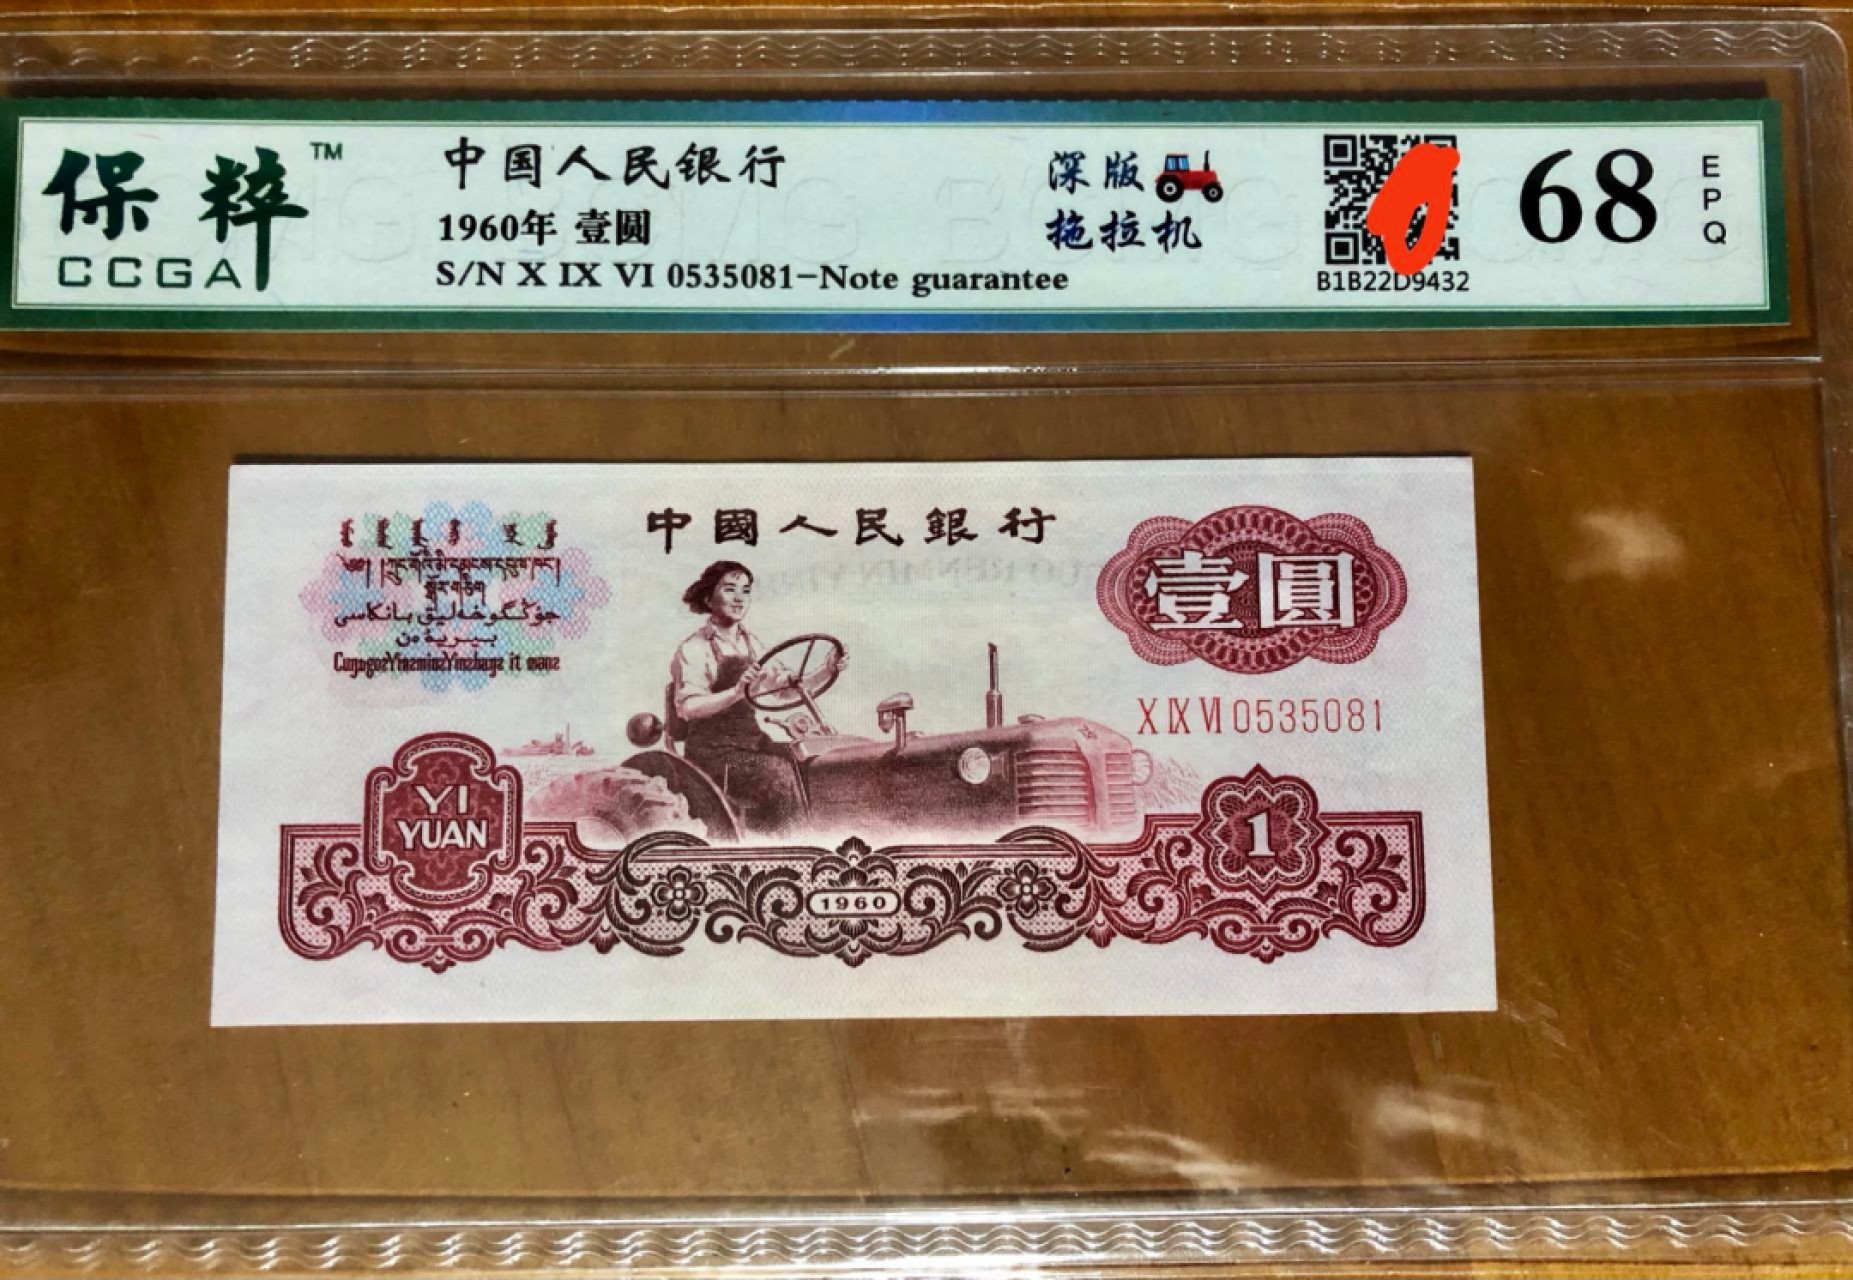 保粹™
CCGA
中国人民银行
1960年 壹圆
S/N X IX VI 0535081-Note guarantee
深版
拖拉机
B1B22D9432
68
EPQ
中國人民銀行
壹圓
X IX VI 0535081
YI
YUAN
1
1960